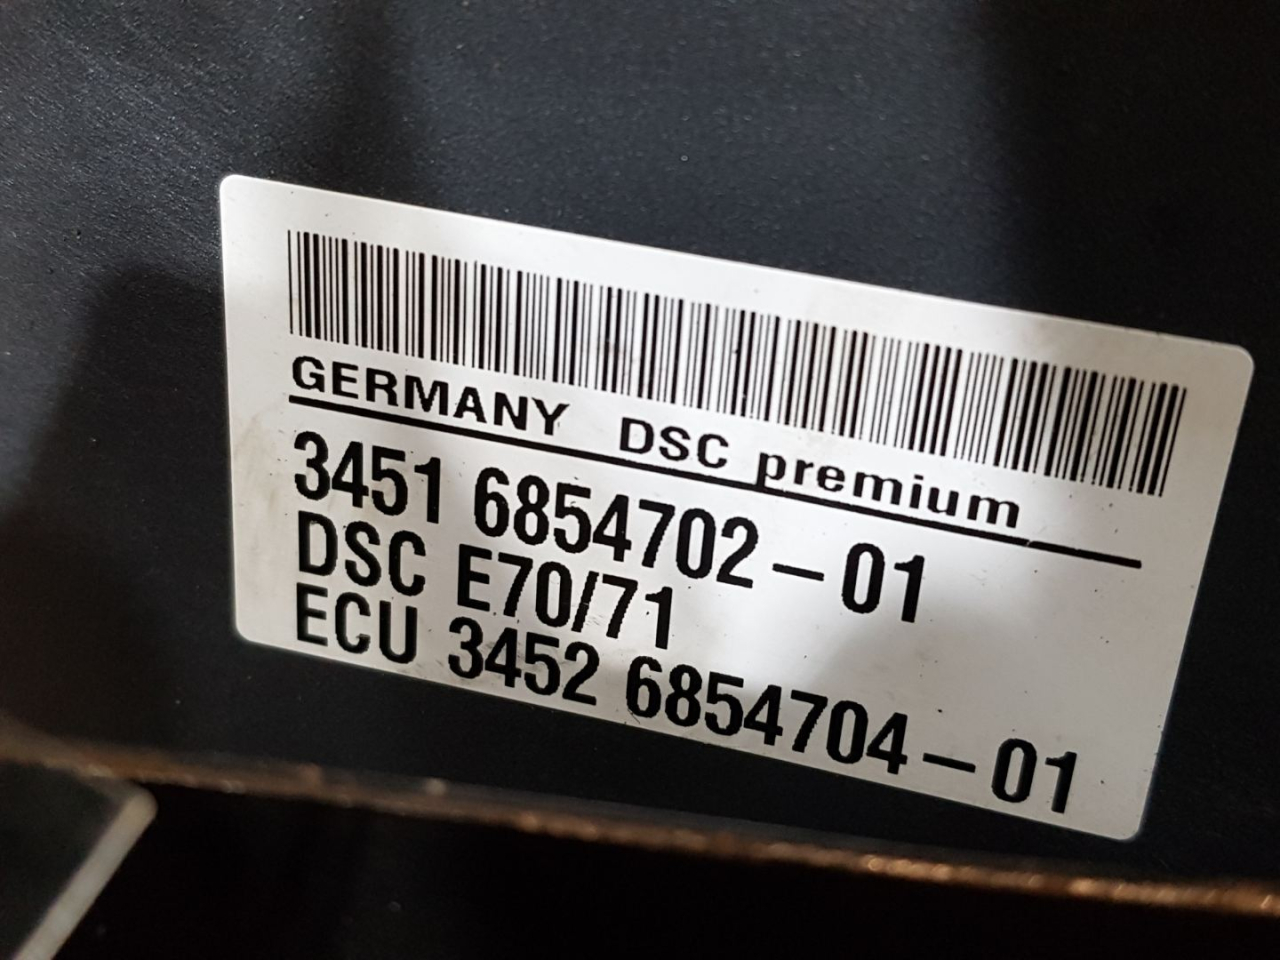 GERMANY DSC premium
3451 6854702-01
DSC E70/71
ECU 3452 6854704-01